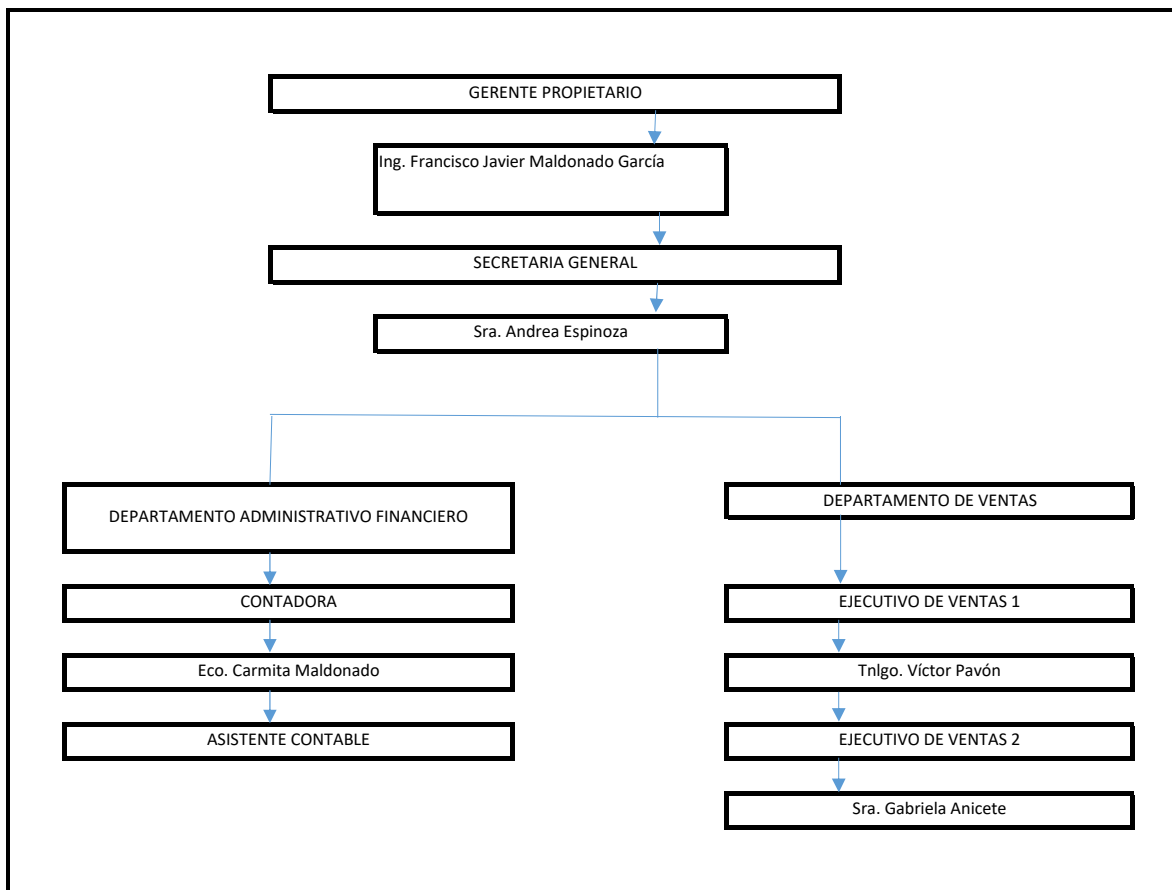 GERENTE PROPIETARIO
Ing. Francisco Javier Maldonado García
SECRETARIA GENERAL
Sra. Andrea Espinoza
DEPARTAMENTO ADMINISTRATIVO FINANCIERO
CONTADORA
Eco. Carmita Maldonado
ASISTENTE CONTABLE
DEPARTAMENTO DE VENTAS
EJECUTIVO DE VENTAS 1
Tnlgo. Víctor Pavón
EJECUTIVO DE VENTAS 2
Sra. Gabriela Anicete